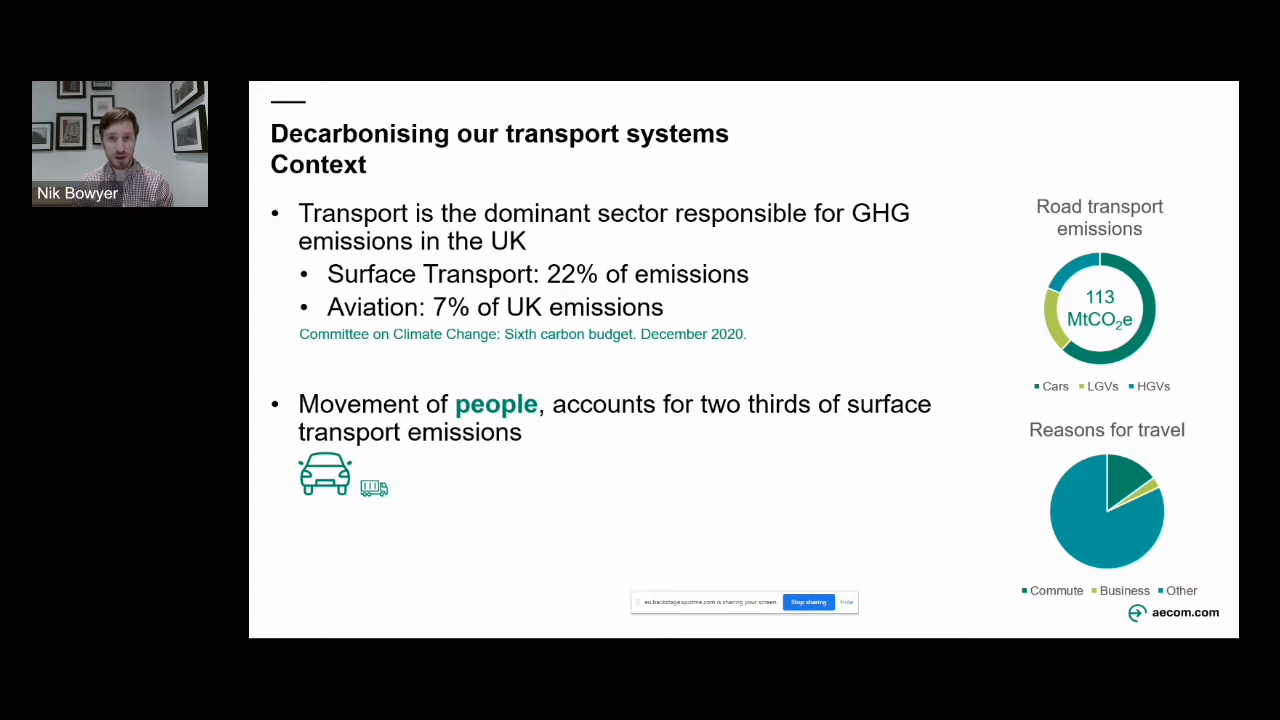 Nik Bowyer
Decarbonising our transport systems
Context
• Transport is the dominant sector responsible for GHG
emissions in the UK
• Surface Transport: 22% of emissions
• Aviation: 7% of UK emissions
Committee on Climate Change: Sixth carbon budget. December 2020.
• Movement of people, accounts for two thirds of surface
transport emissions
Road transport
emissions
113
MtCO₂e
Cars LGVs HGVs
Reasons for travel
Commute Business Other
eu.backstage.spotme.com is sharing your screen. Stop sharing Hide
aecom.com